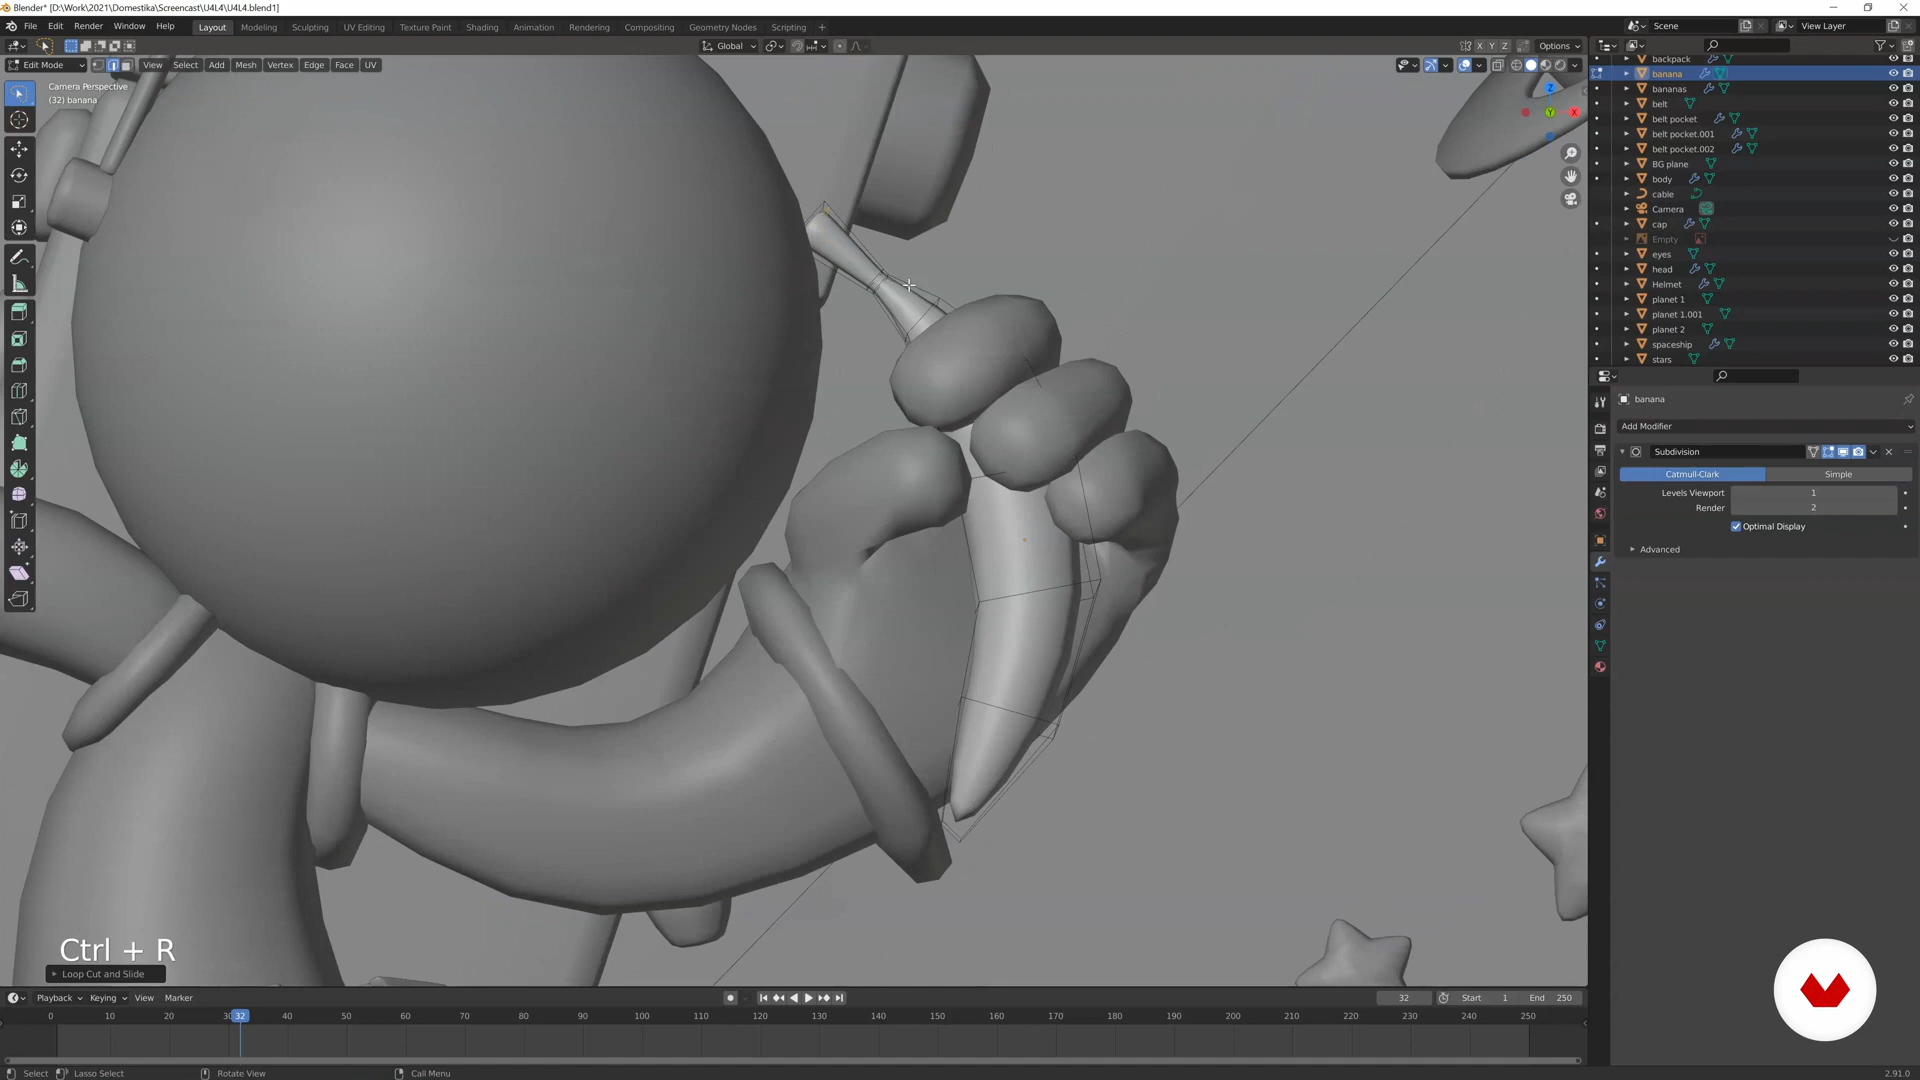 Blender* [D:\Work\2021\Domestika\Screencast\U4L4\U4L4.blend1]
File Edit Render Window Help
Layout Modeling Sculpting UV Editing Texture Paint Shading Animation Rendering Compositing Geometry Nodes Scripting +
Scene
View Layer
Global
X Y Z
Options
Edit Mode
View Select Add Mesh Vertex Edge Face UV
Camera Perspective
(32) banana
Z
Y
X
backpack
banana
bananas
belt
belt pocket
belt pocket.001
belt pocket.002
BG plane
body
cable
Camera
cap
Empty
eyes
head
Helmet
planet 1
planet 1.001
planet 2
spaceship
stars
banana
Add Modifier
Subdivision
Catmull-Clark Simple
Levels Viewport 1
Render 2
Optimal Display
Advanced
Ctrl + R
Loop Cut and Slide
Playback Keying View Marker
32 Start 1 End 250
0 10 20 30 32 40 50 60 70 80 90 100 110 120 130 140 150 160 170 180 190 200 210 220 230 240 250
Select Lasso Select Rotate View Call Menu
2.91.0